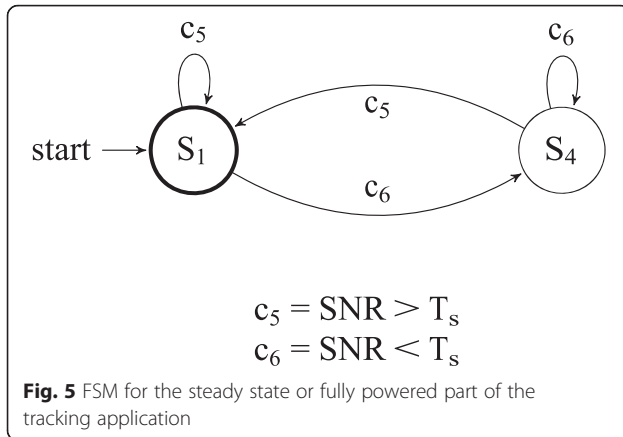 c₅
c₆
start
S₁
c₅
S₄
c₆
c₅ = SNR > Tₛ
c₆ = SNR < Tₛ
Fig. 5 FSM for the steady state or fully powered part of the
tracking application